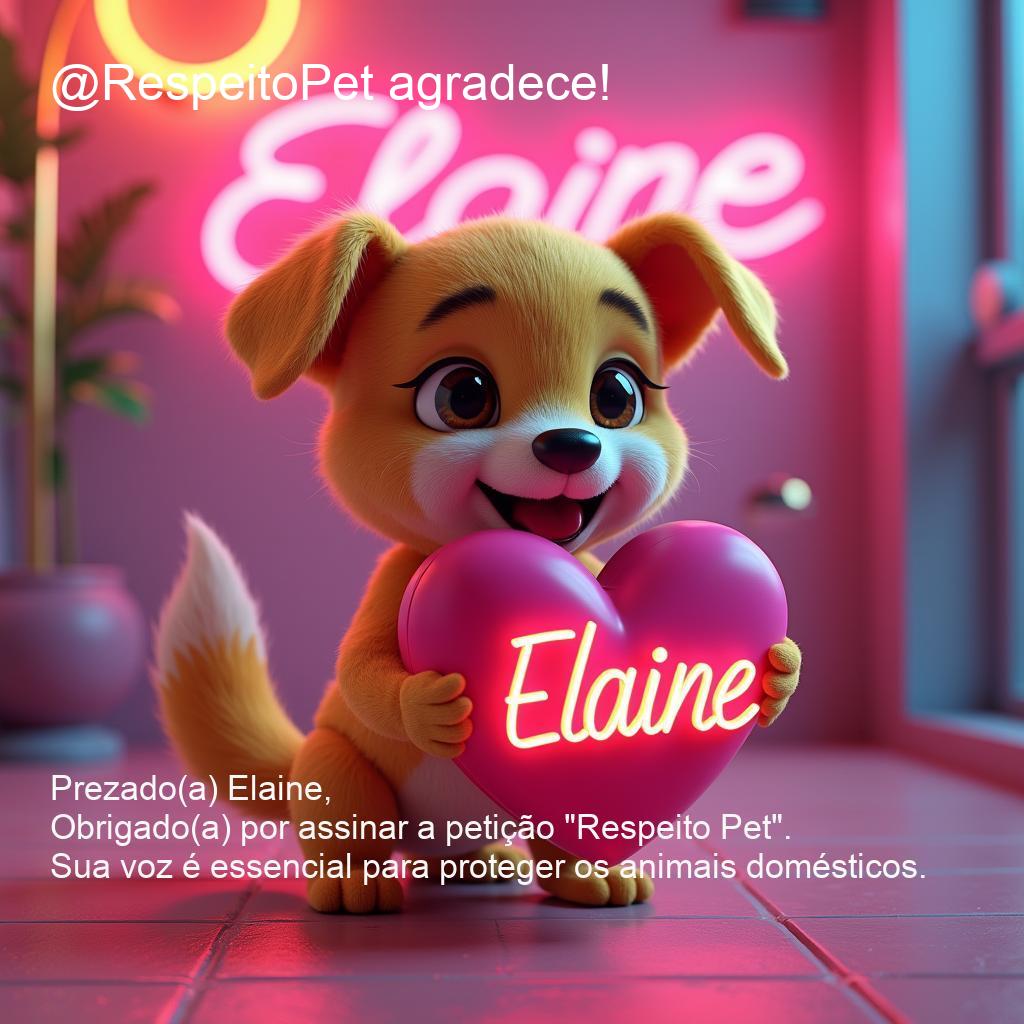 @RespeitoPet agradece!
Elaine
Elaine
Prezado(a) Elaine,
Obrigado(a) por assinar a petição "Respeito Pet".
Sua voz é essencial para proteger os animais domésticos.